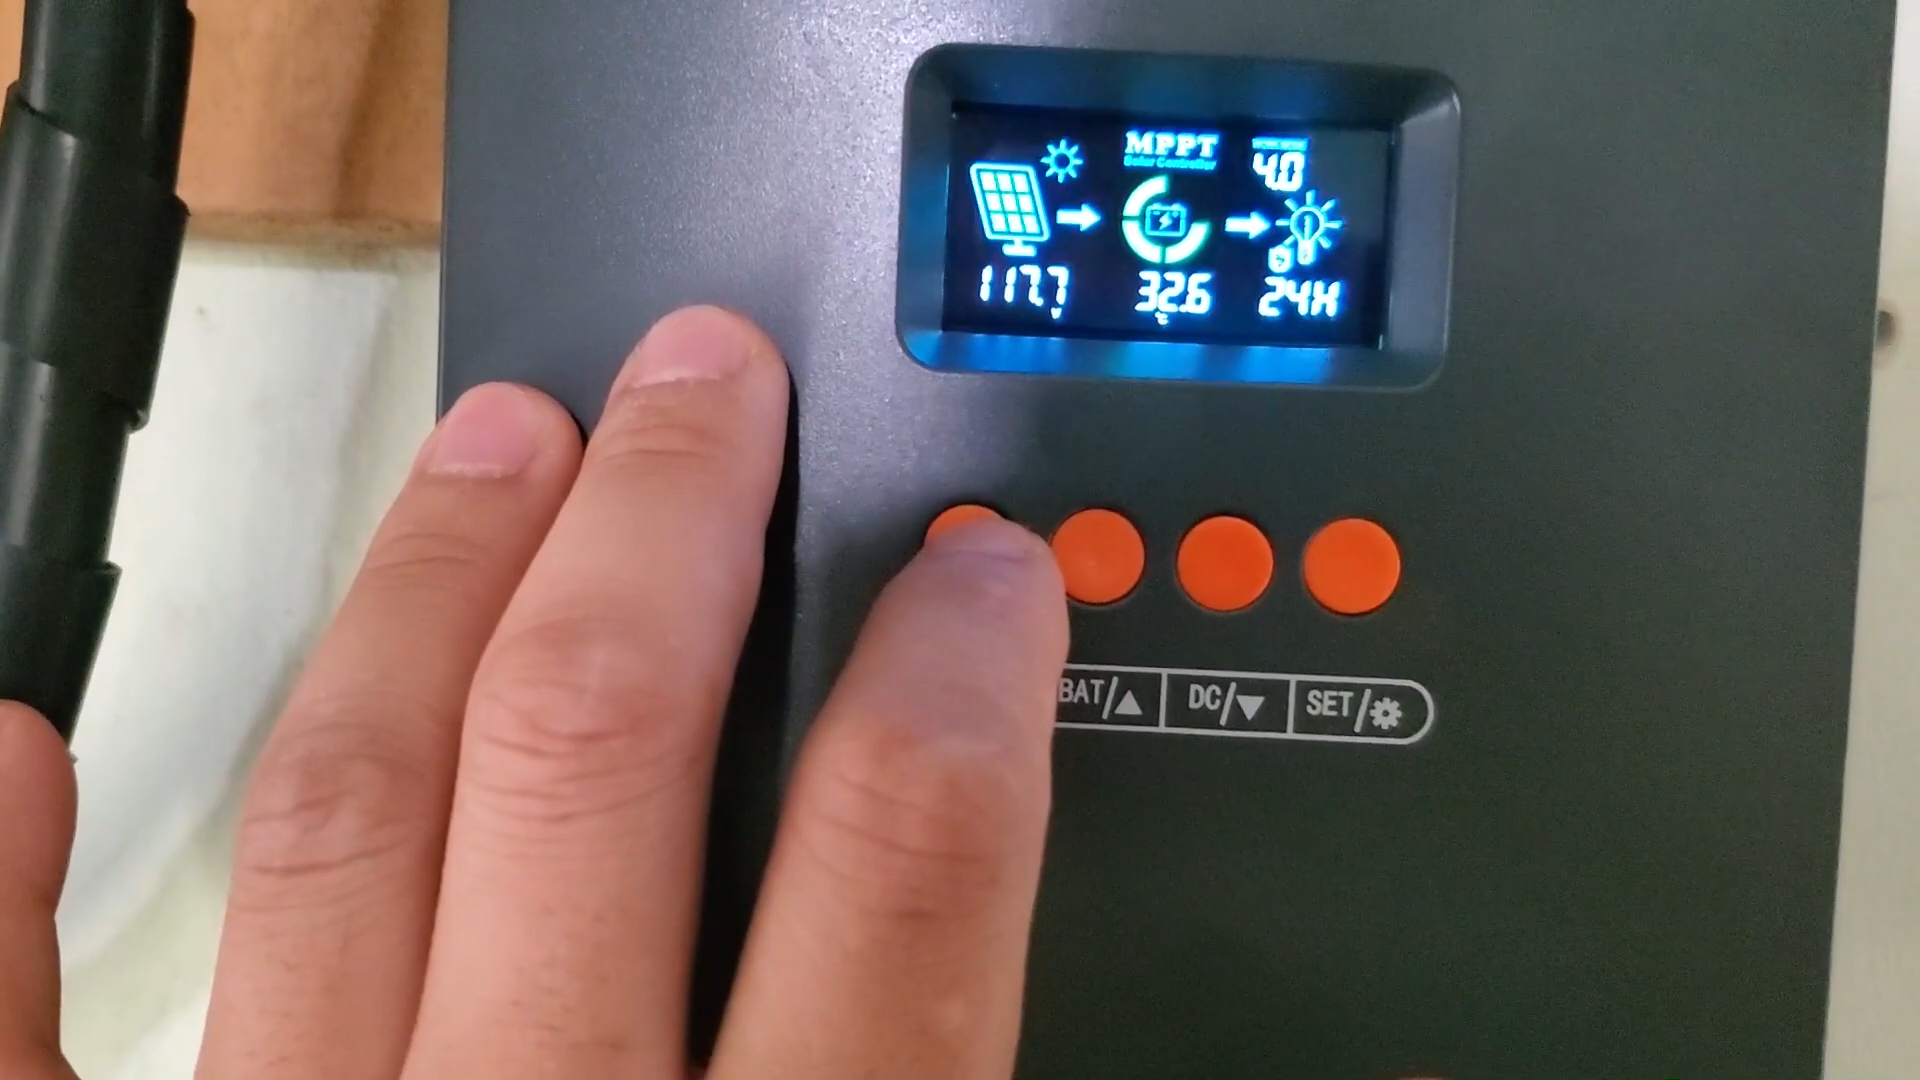 MPPT
Solar Controller
4.0
117.7 32.6 24H
V ℃
BAT/▲ DC/▼ SET/⚙